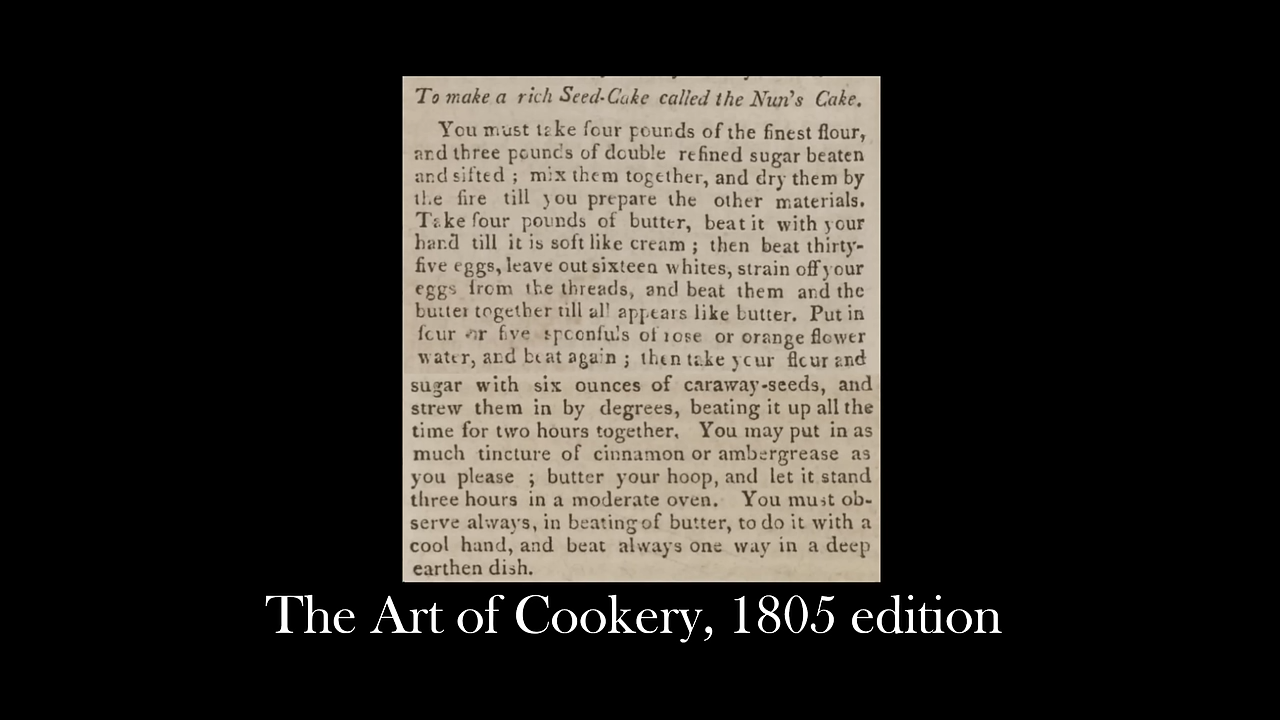 To make a rich Seed-Cake called the Nun's Cake.
You must take four pounds of the finest flour,
and three pounds of double refined sugar beaten
and sifted ; mix them together, and dry them by
the fire till you prepare the other materials.
Take four pounds of butter, beat it with your
hand till it is soft like cream ; then beat thirty-
five eggs, leave out sixteen whites, strain off your
eggs from the threads, and beat them and the
butter together till all appears like butter. Put in
four or five spoonfuls of rose or orange flower
water, and beat again ; then take your flour and
sugar with six ounces of caraway-seeds, and
strew them in by degrees, beating it up all the
time for two hours together. You may put in as
much tincture of cinnamon or ambergrease as
you please ; butter your hoop, and let it stand
three hours in a moderate oven. You must ob-
serve always, in beating of butter, to do it with a
cool hand, and beat always one way in a deep
earthen dish.
The Art of Cookery, 1805 edition